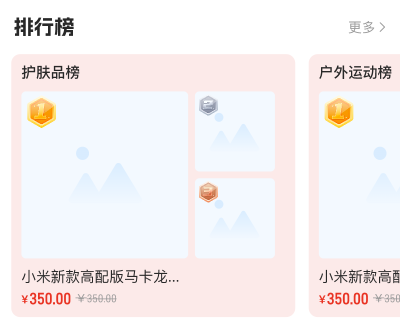 排行榜
更多
护肤品榜
1
2
3
小米新款高配版马卡龙...
¥350.00 ¥350.00
户外运动榜
1
小米新款高
¥350.00 ¥350